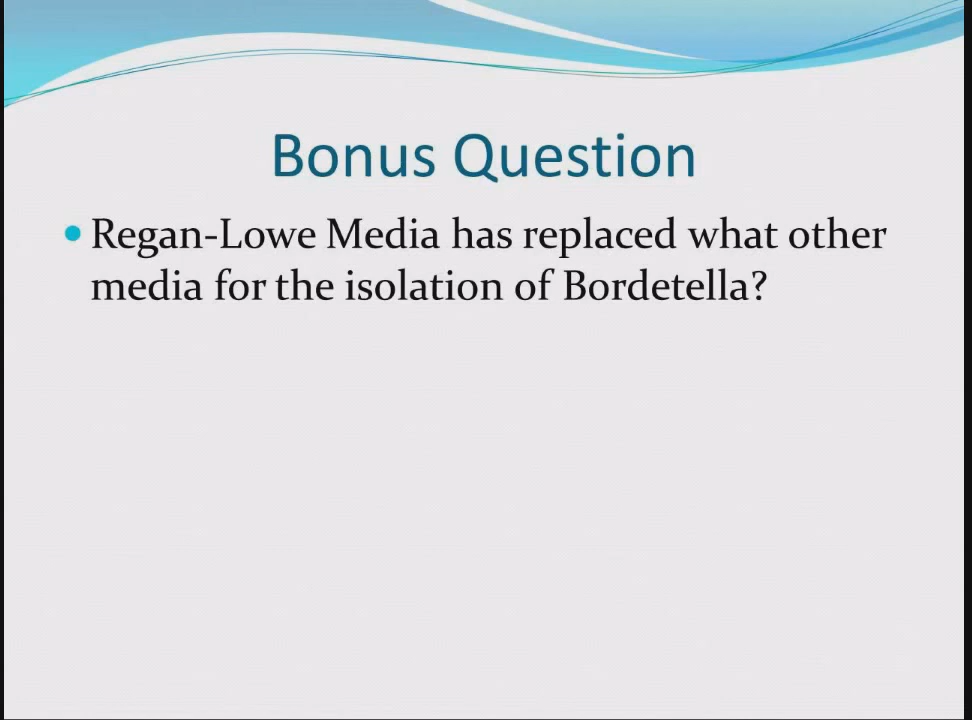 Bonus Question
Regan-Lowe Media has replaced what other
media for the isolation of Bordetella?